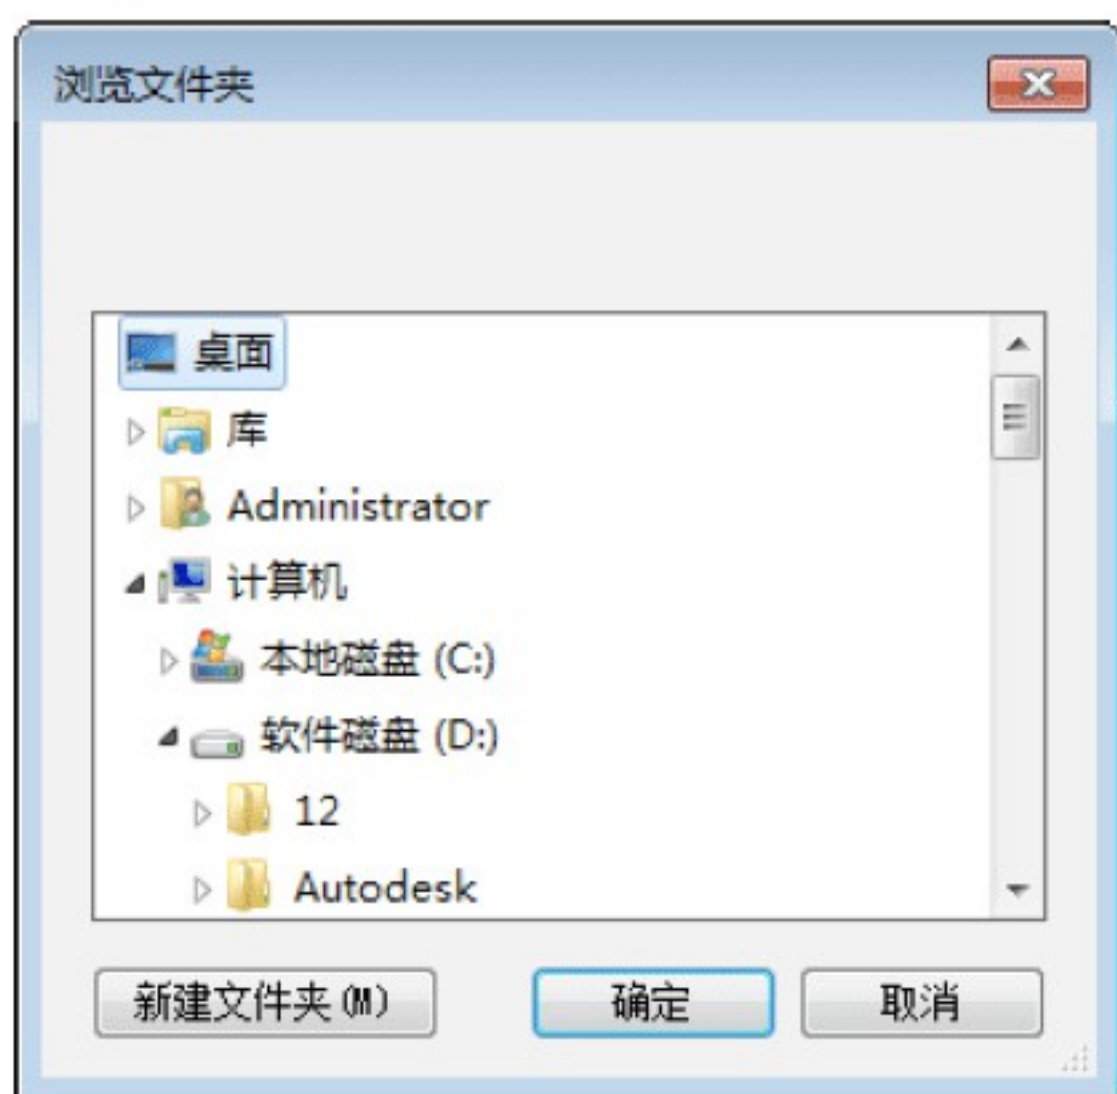 浏览文件夹
桌面
库
Administrator
计算机
本地磁盘 (C:)
软件磁盘 (D:)
12
Autodesk
新建文件夹(M) 确定 取消